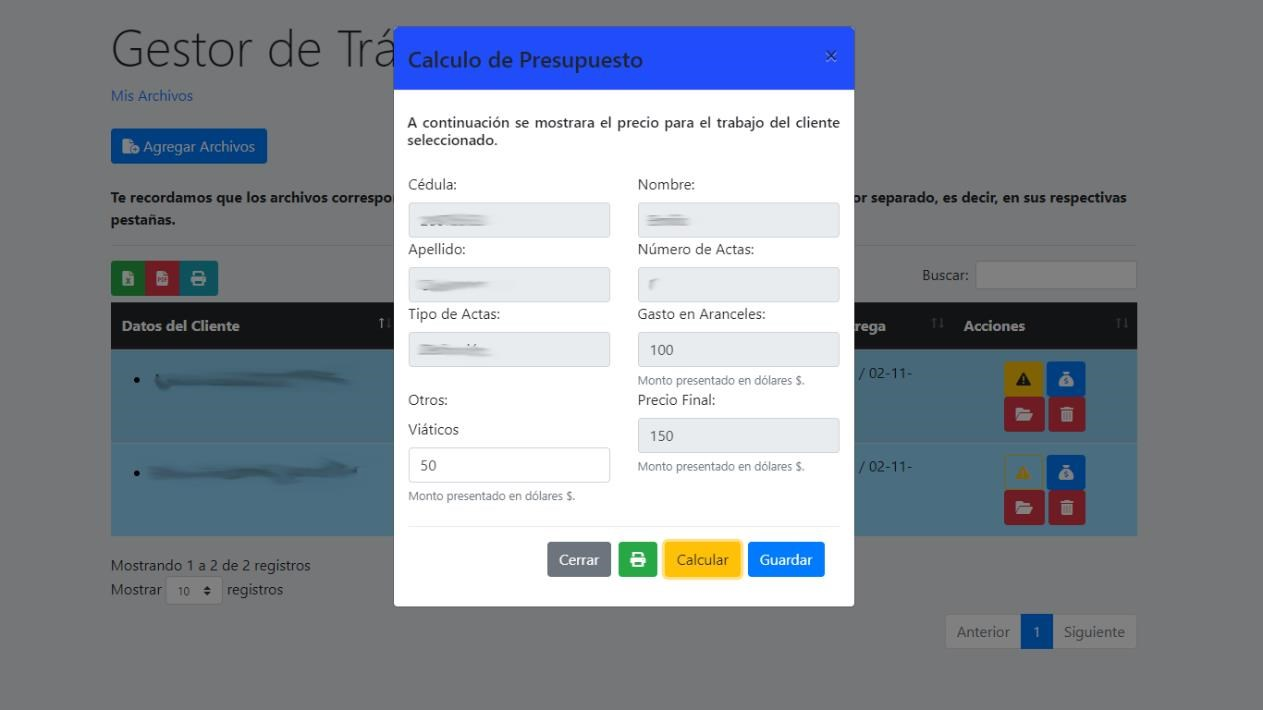 Gestor de Trá
Mis Archivos
Agregar Archivos
Te recordamos que los archivos
or separado, es decir, en sus respectivas
pestañas.
Buscar:
Datos del Cliente
Acciones
/ 02-11-
/ 02-11-
Mostrando 1 a 2 de 2 registros
Mostrar 10 registros
Anterior 1 Siguiente
Calculo de Presupuesto ×
A continuación se mostrara el precio para el trabajo del cliente
seleccionado.
Cédula: Nombre:
Apellido: Número de Actas:
Tipo de Actas: Gasto en Aranceles:
100
Monto presentado en dólares $.
Otros: Precio Final:
Viáticos
150
50
Monto presentado en dólares $.
Monto presentado en dólares $.
Cerrar Calcular Guardar